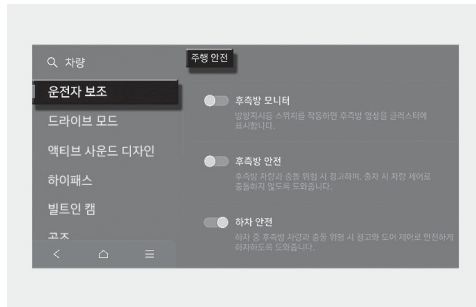 차량
주행 안전
운전자 보조
드라이브 모드
액티브 사운드 디자인
하이패스
빌트인 캠
공조
후측방 모니터
방향지시등 스위치를 작동하면 후측방 영상을 클러스터에
표시합니다.
후측방 안전
후측방 차량과 충돌 위험 시 경고하며, 출차 시 차량 제어로
충돌하지 않도록 도와줍니다.
하차 안전
하차 중 후측방 차량과 충돌 위험 시 경고와 도어 제어로 안전하게
하차하도록 도와줍니다.